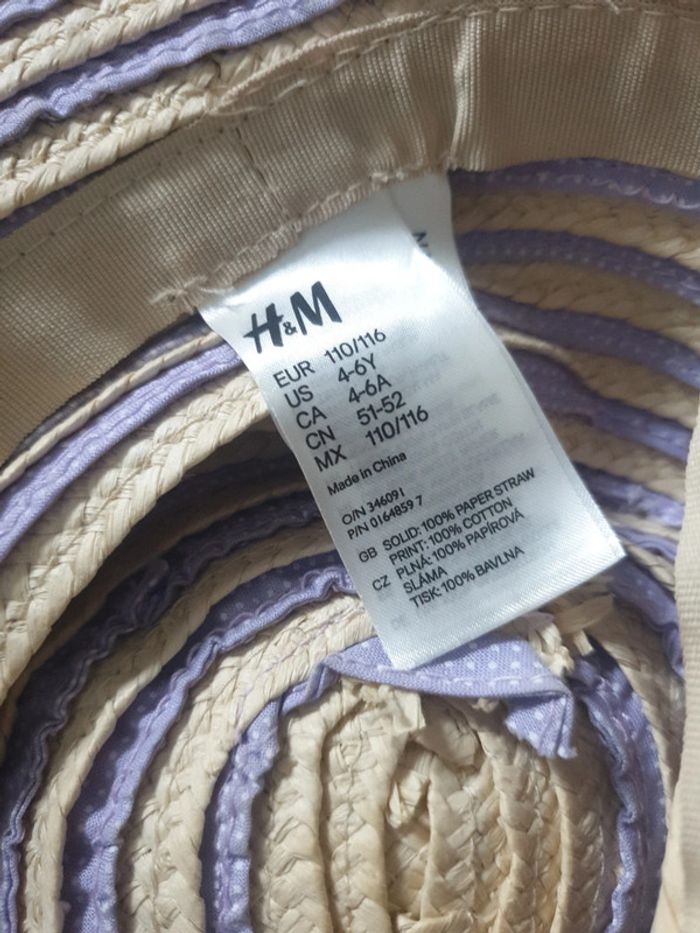 H&M
EUR 110/116
US 4-6Y
CA 4-6A
CN 51-52
MX 110/116
Made in China
O/N 346091
P/N 0164859 7
GB SOLID: 100% PAPER STRAW
PRINT: 100% COTTON
CZ PLNÁ: 100% PAPÍROVÁ
SLÁMA
TISK: 100% BAVLNA